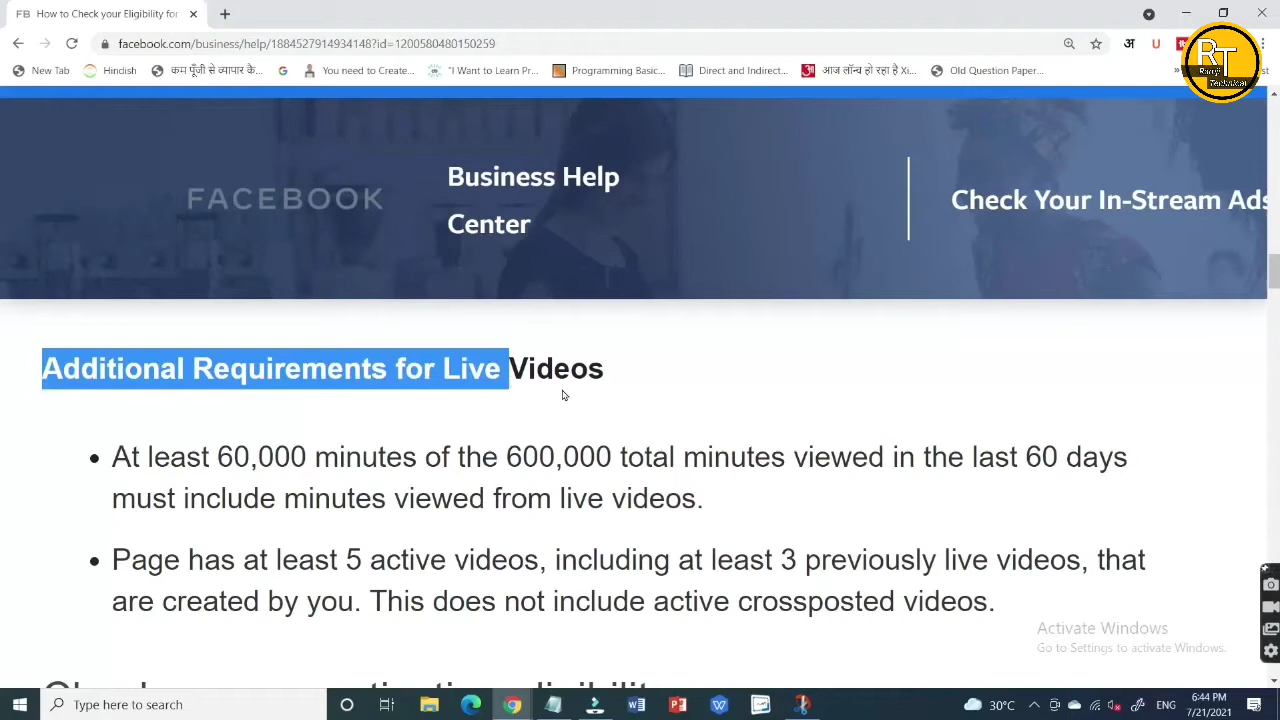 FB How to Check your Eligibility for
facebook.com/business/help/1884527914934148?id=1200580480150259
अ U
New Tab Hindish कम पूँजी से व्यापार कै... You need to Create... "I Want to Learn Fr... Programming Basic... Direct and Indirect... आज लॉन्च हो रहा है Xi... Old Question Paper... »
RT
Technical
FACEBOOK
Business Help
Center
Check Your In-Stream Ads
Additional Requirements for Live Videos
• At least 60,000 minutes of the 600,000 total minutes viewed in the last 60 days
must include minutes viewed from live videos.
• Page has at least 5 active videos, including at least 3 previously live videos, that
are created by you. This does not include active crossposted videos.
Activate Windows
Go to Settings to activate Windows.
Type here to search
30°C
ENG
6:44 PM
7/21/2021